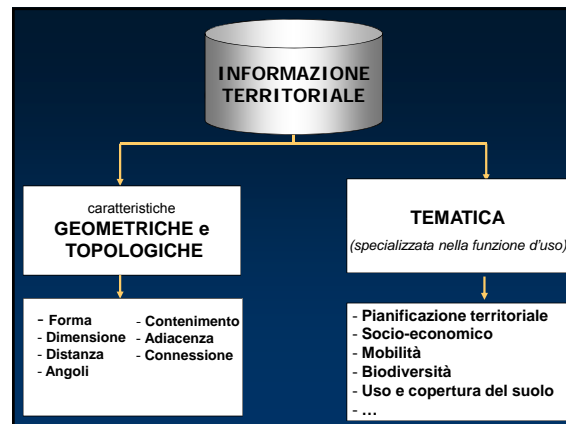 INFORMAZIONE
TERRITORIALE
caratteristiche
GEOMETRICHE e
TOPOLOGICHE
- Forma
- Dimensione
- Distanza
- Angoli
- Contenimento
- Adiacenza
- Connessione
TEMATICA
(specializzata nella funzione d'uso)
- Pianificazione territoriale
- Socio-economico
- Mobilità
- Biodiversità
- Uso e copertura del suolo
- ...